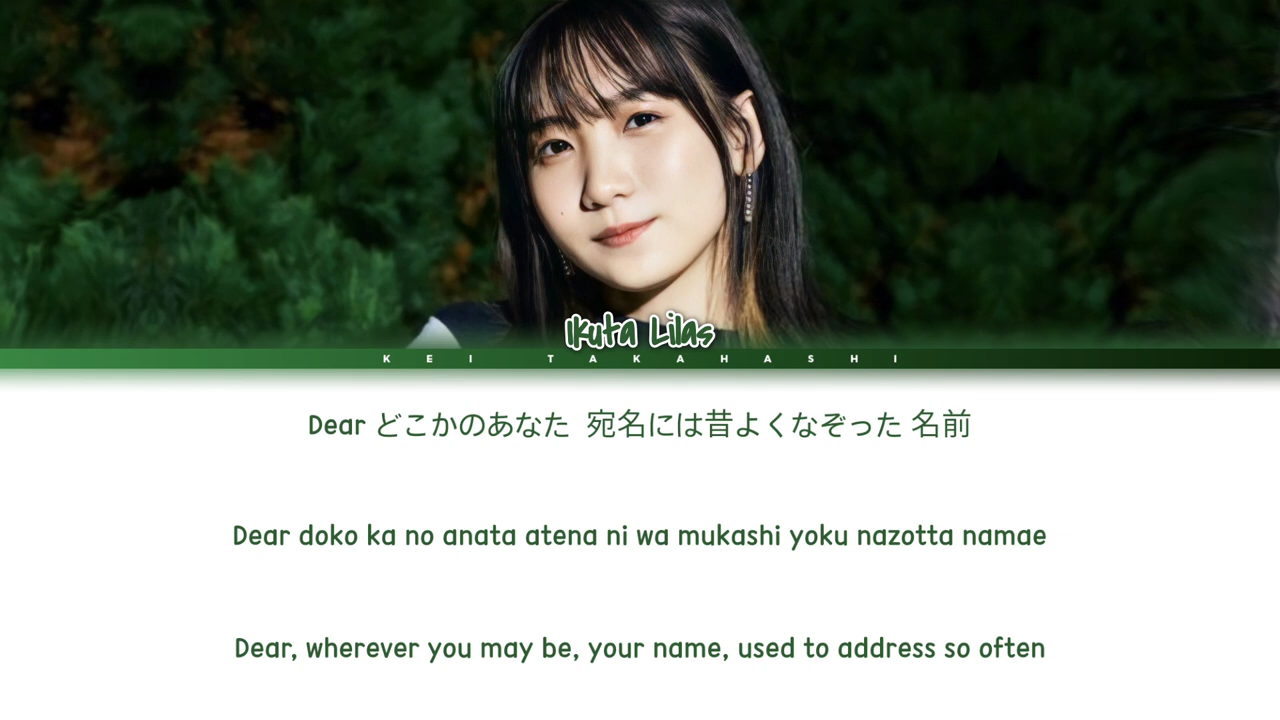 Ikuta Lilas
KEI TAKAHASHI
Dear どこかのあなた 宛名には昔よくなぞった 名前
Dear doko ka no anata atena ni wa mukashi yoku nazotta namae
Dear, wherever you may be, your name, used to address so often